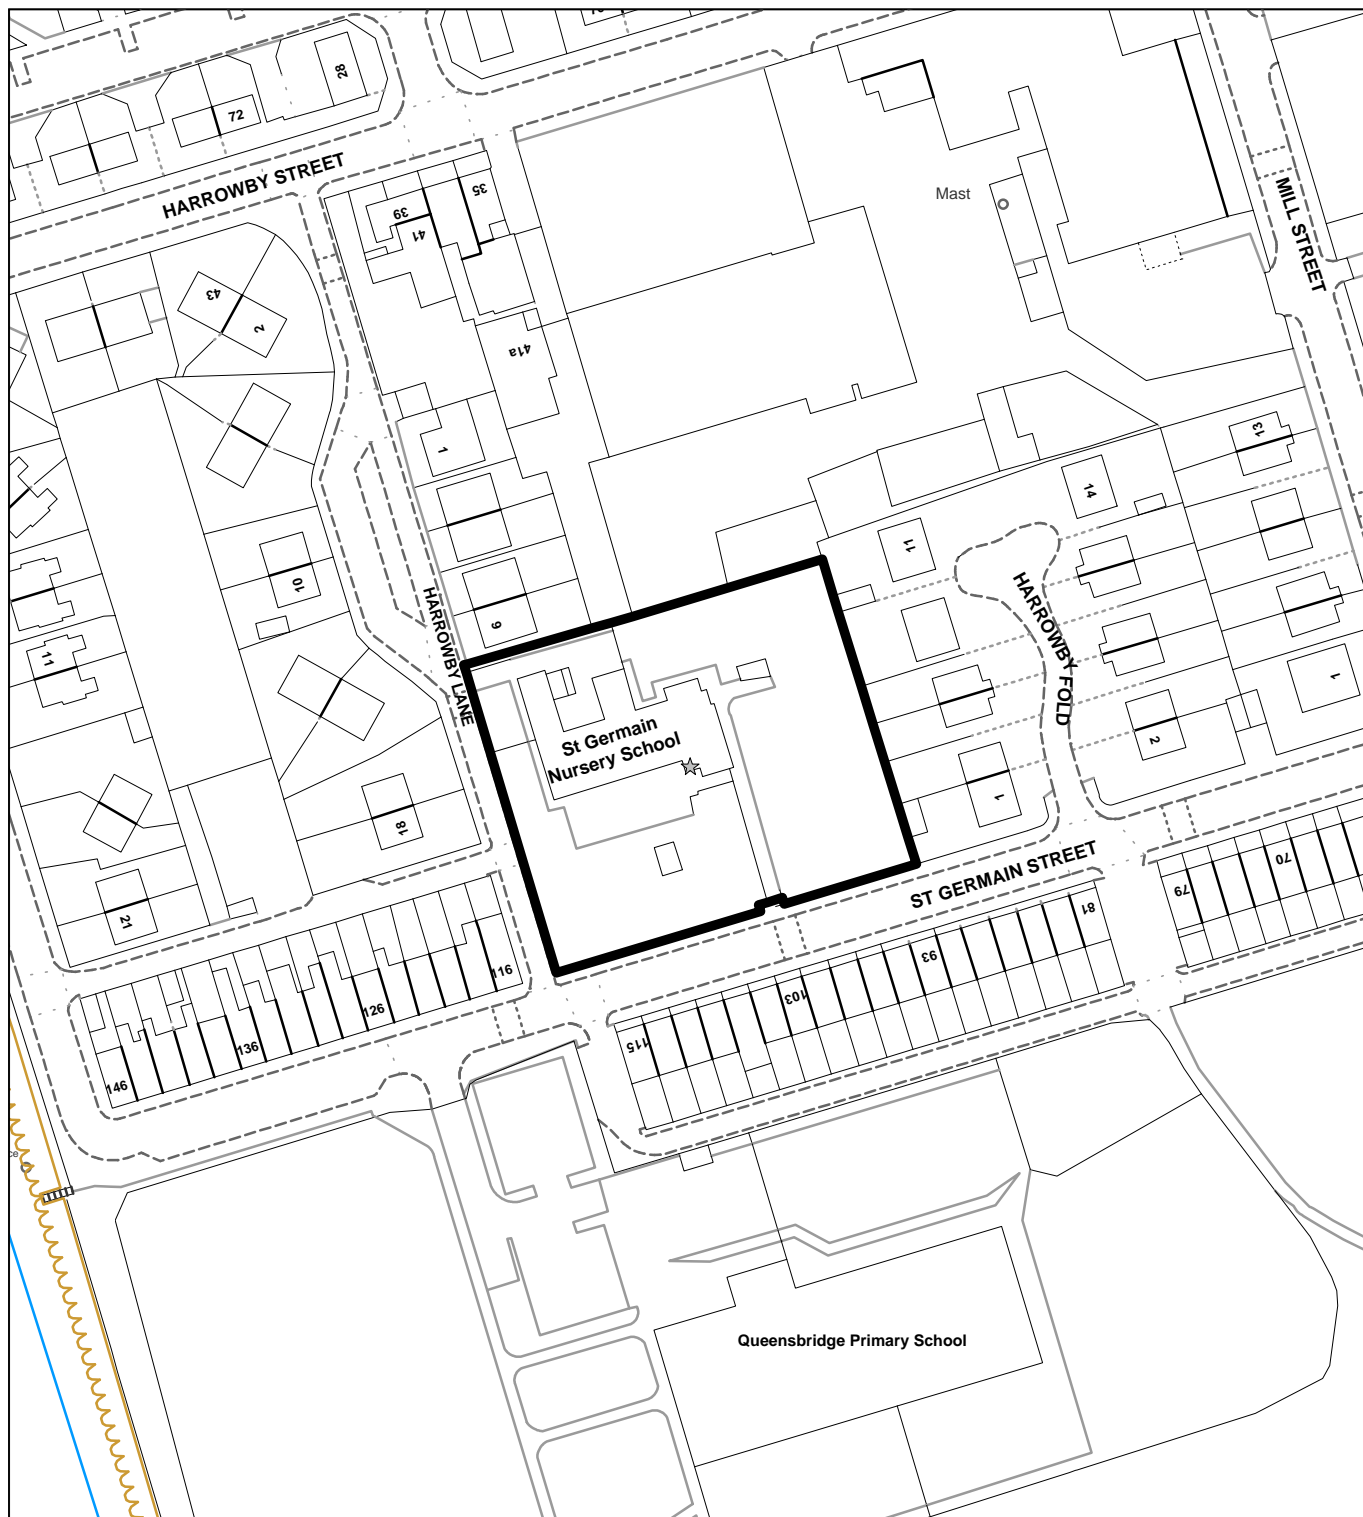 28
72
HARROWBY STREET
35
39
41
Mast
MILL STREET
43
2
41a
1
13
14
11
10
HARROWBY LANE
9
HARROWBY FOLD
11
1
St Germain
Nursery School
2
1
18
ST GERMAIN STREET
21
81
79
70
93
116
103
126
115
136
146
Queensbridge Primary School